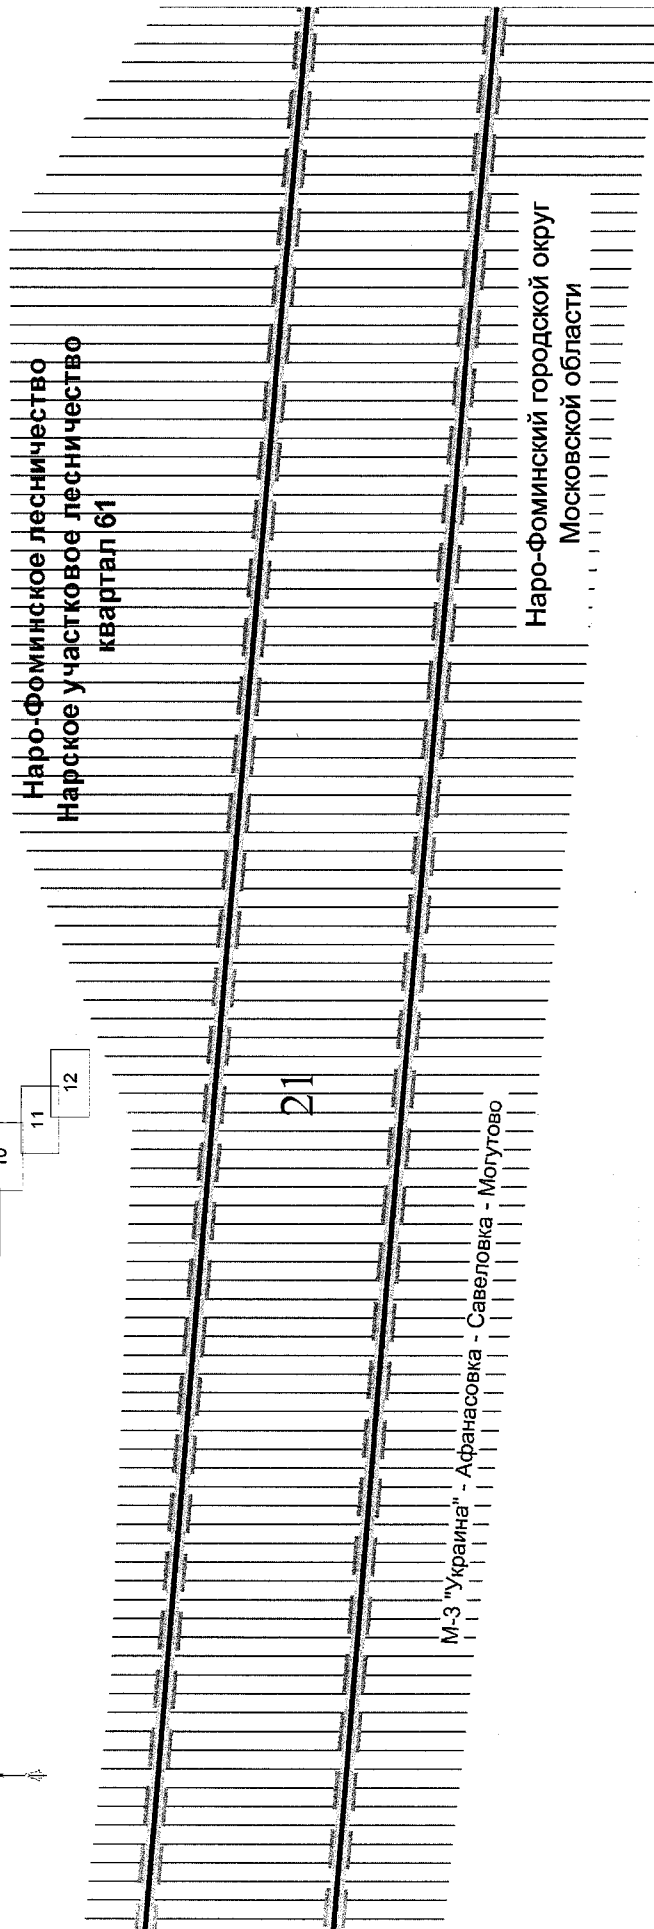 Наро-Фоминское лесничество
Нарское участковое лесничество
квартал 61
Наро-Фоминский городской округ
Московской области
10
11
12
21
М-3 "Украина" - Афанасовка - Савеловка - Могутово